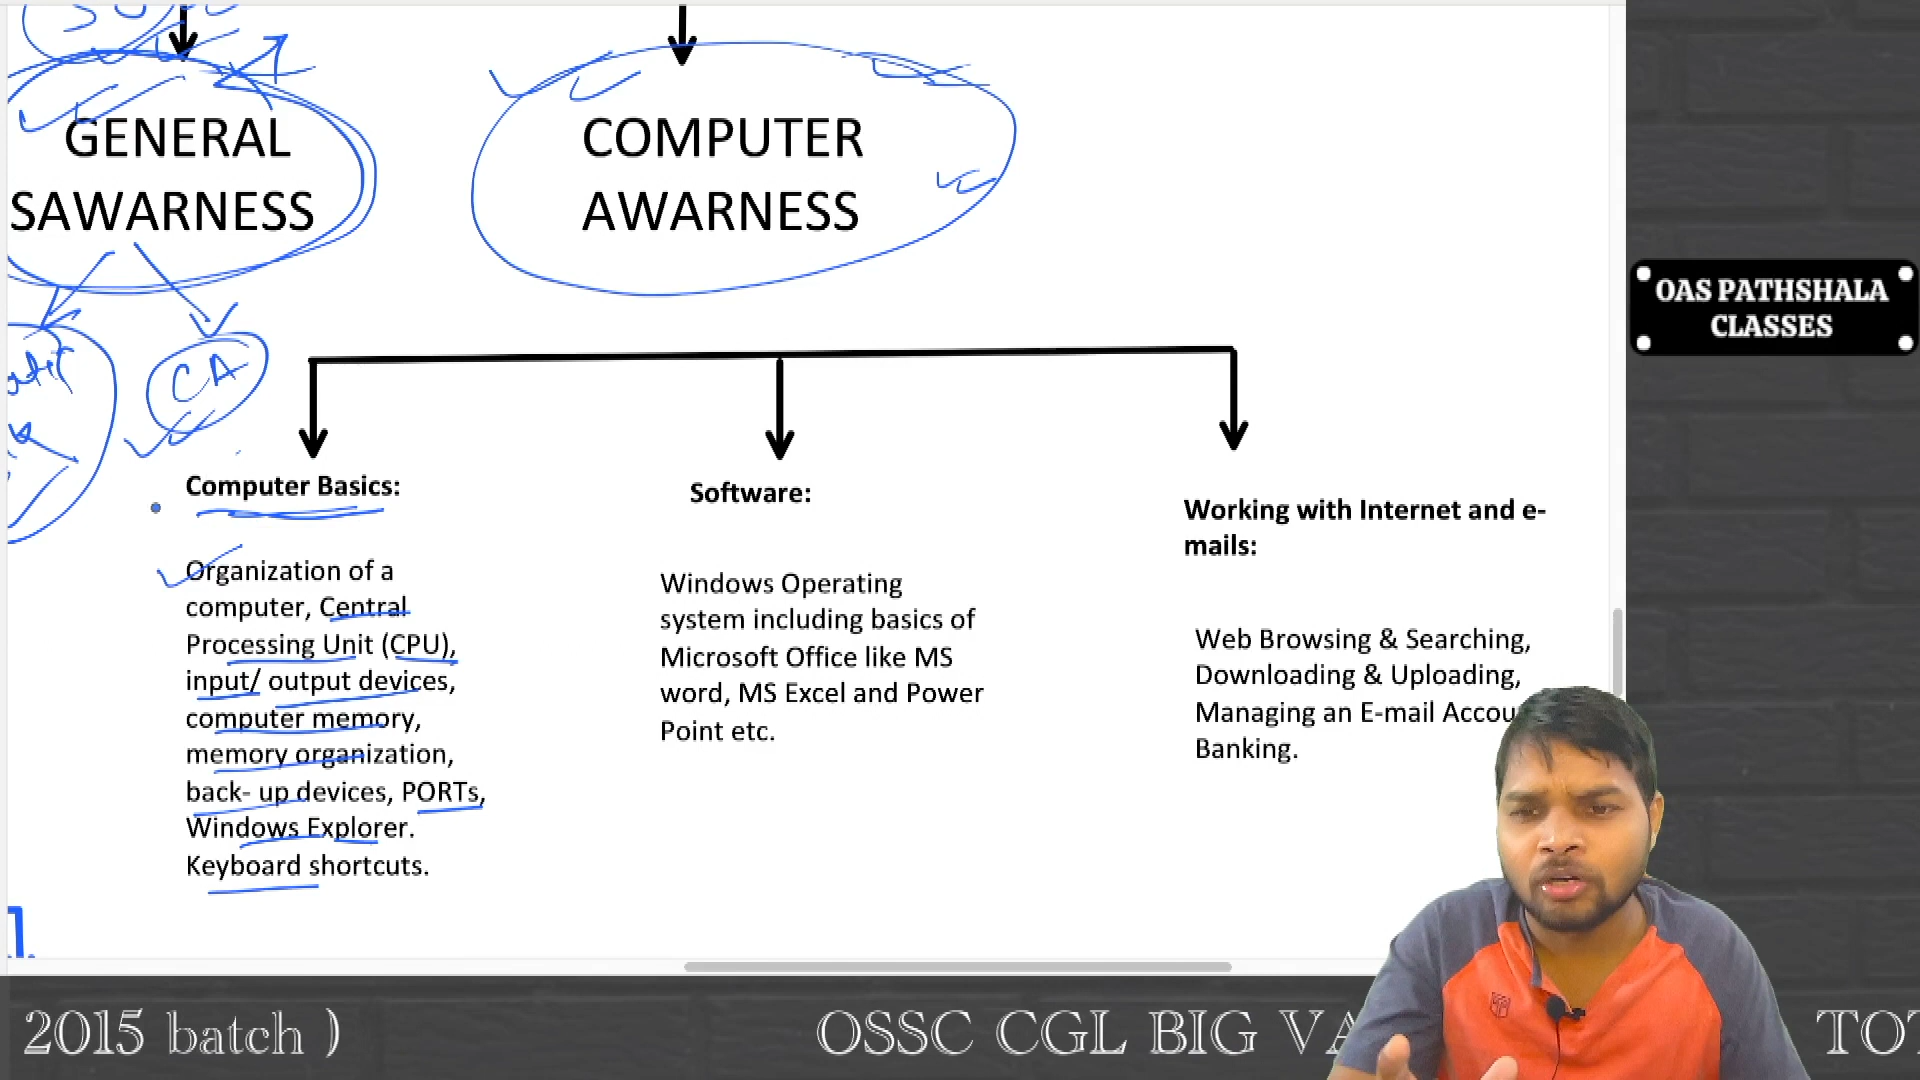 GENERAL
SAWARNESS
COMPUTER
AWARNESS
CA
OAS PATHSHALA
CLASSES
Computer Basics:
Organization of a
computer, Central
Processing Unit (CPU),
input/ output devices,
computer memory,
memory organization,
back- up devices, PORTs,
Windows Explorer.
Keyboard shortcuts.
Software:
Windows Operating
system including basics of
Microsoft Office like MS
word, MS Excel and Power
Point etc.
Working with Internet and e-
mails:
Web Browsing & Searching,
Downloading & Uploading,
Managing an E-mail
Banking.
2015 batch ) OSSC CGL BIG